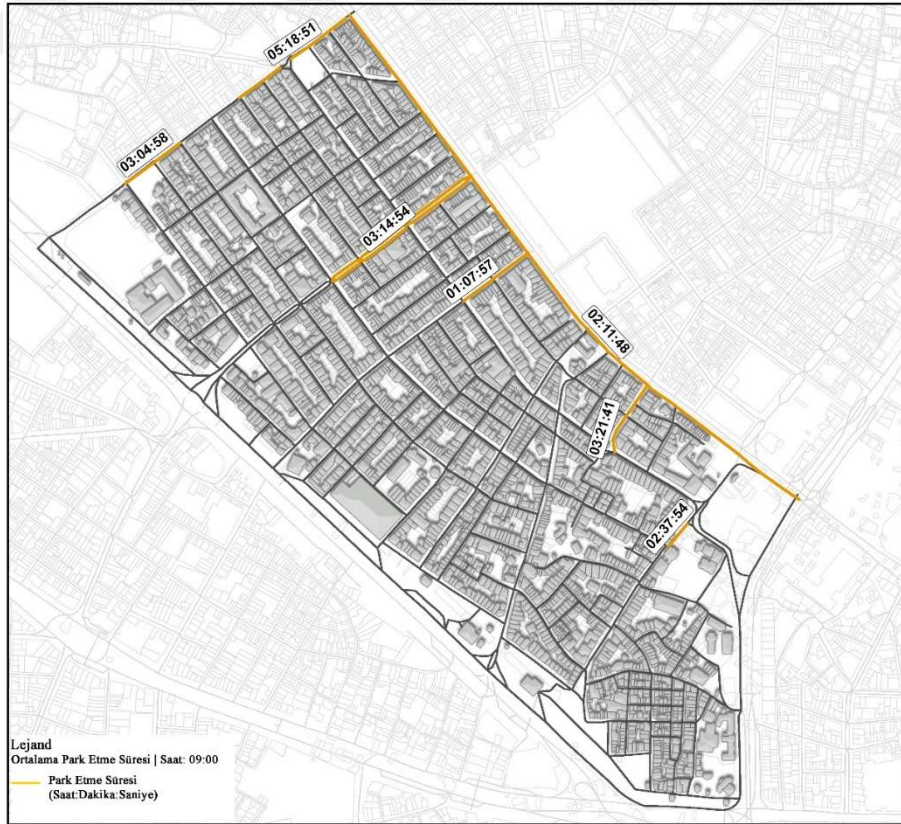 05:18:51
03:04:58
03:14:54
01:07:57
02:11:48
03:21:41
02:37:54
Lejand
Ortalama Park Etme Süresi | Saat: 09:00
Park Etme Süresi
(Saat:Dakika:Saniye)